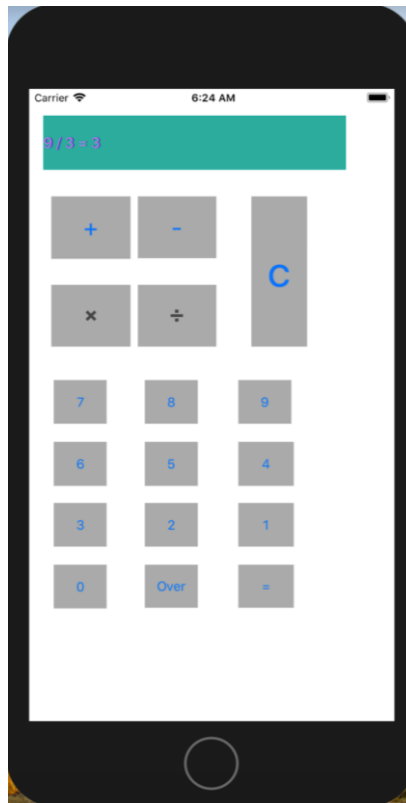 Carrier 6:24 AM
9 / 3 = 3
+ - C
× ÷
7 8 9
6 5 4
3 2 1
0 Over =